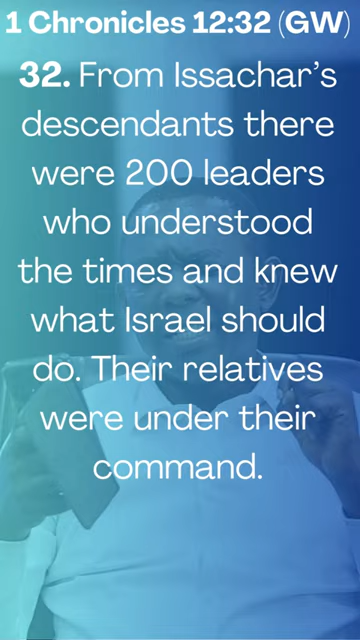 1 Chronicles 12:32 (GW)
32. From Issachar's
descendants there
were 200 leaders
who understood
the times and knew
what Israel should
do. Their relatives
were under their
command.